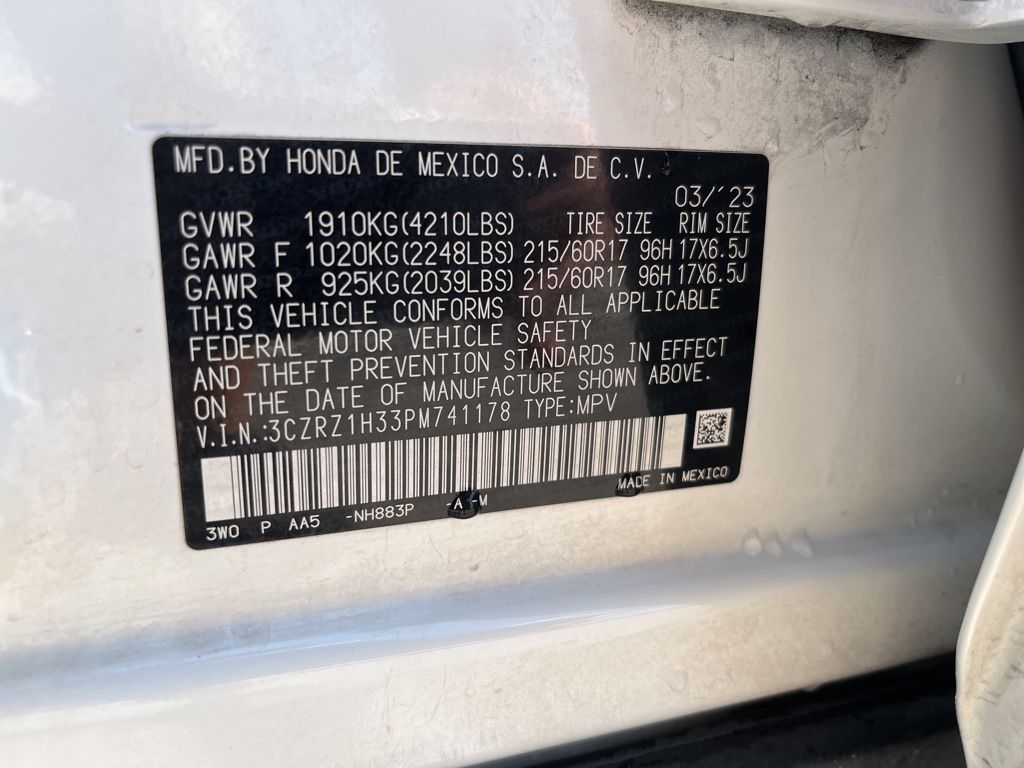 MFD.BY HONDA DE MEXICO S.A. DE C.V.
03/´23
GVWR 1910KG(4210LBS) TIRE SIZE RIM SIZE
GAWR F 1020KG(2248LBS) 215/60R17 96H 17X6.5J
GAWR R 925KG(2039LBS) 215/60R17 96H 17X6.5J
THIS VEHICLE CONFORMS TO ALL APPLICABLE
FEDERAL MOTOR VEHICLE SAFETY
AND THEFT PREVENTION STANDARDS IN EFFECT
ON THE DATE OF MANUFACTURE SHOWN ABOVE.
V.I.N.:3CZRZ1H33PM741178 TYPE:MPV
MADE IN MEXICO
3WO P AA5 -NH883P -A -M